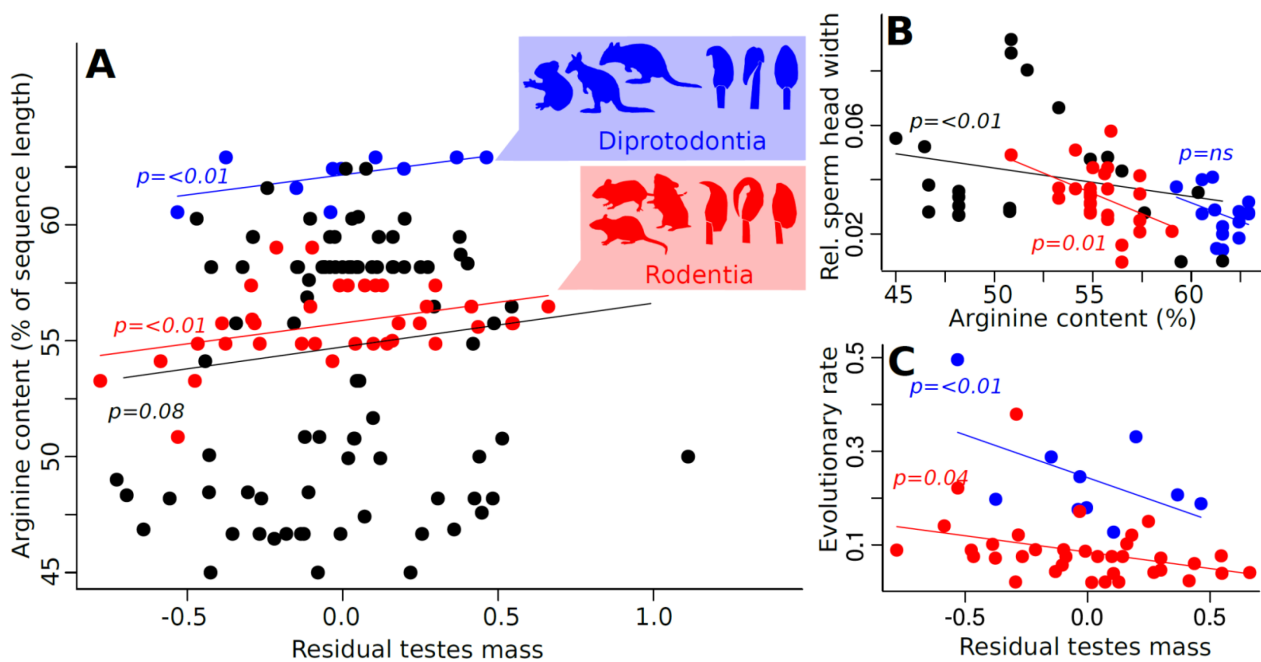 A
Diprotodontia
Rodentia
p=<0.01
p=<0.01
p=0.08
Arginine content (% of sequence length)
45
50
55
60
-0.5
0.0
0.5
1.0
Residual testes mass
B
p=<0.01
p=ns
p=0.01
Rel. sperm head width
0.02
0.06
45
50
55
60
Arginine content (%)
C
p=<0.01
p=0.04
Evolutionary rate
0.1
0.3
0.5
-0.5
0.0
0.5
Residual testes mass